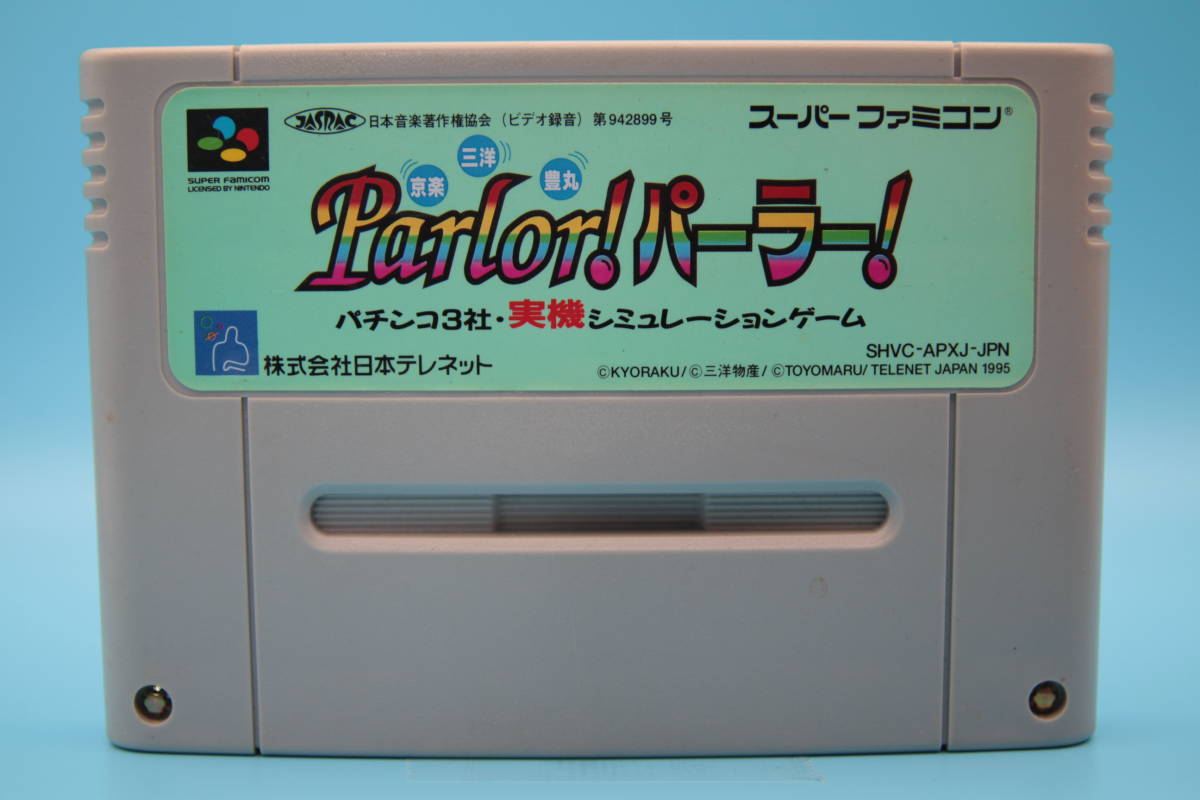 JASRAC 日本音楽著作権協会 (ビデオ録音) 第942899号
スーパーファミコン®
SUPER FAMICOM
LICENSED BY NINTENDO
京楽 三洋 豊丸
Parlor! パーラー!
パチンコ3社・実機シミュレーションゲーム
株式会社日本テレネット
SHVC-APXJ-JPN
©KYORAKU/©三洋物産/©TOYOMARU/TELENET JAPAN 1995